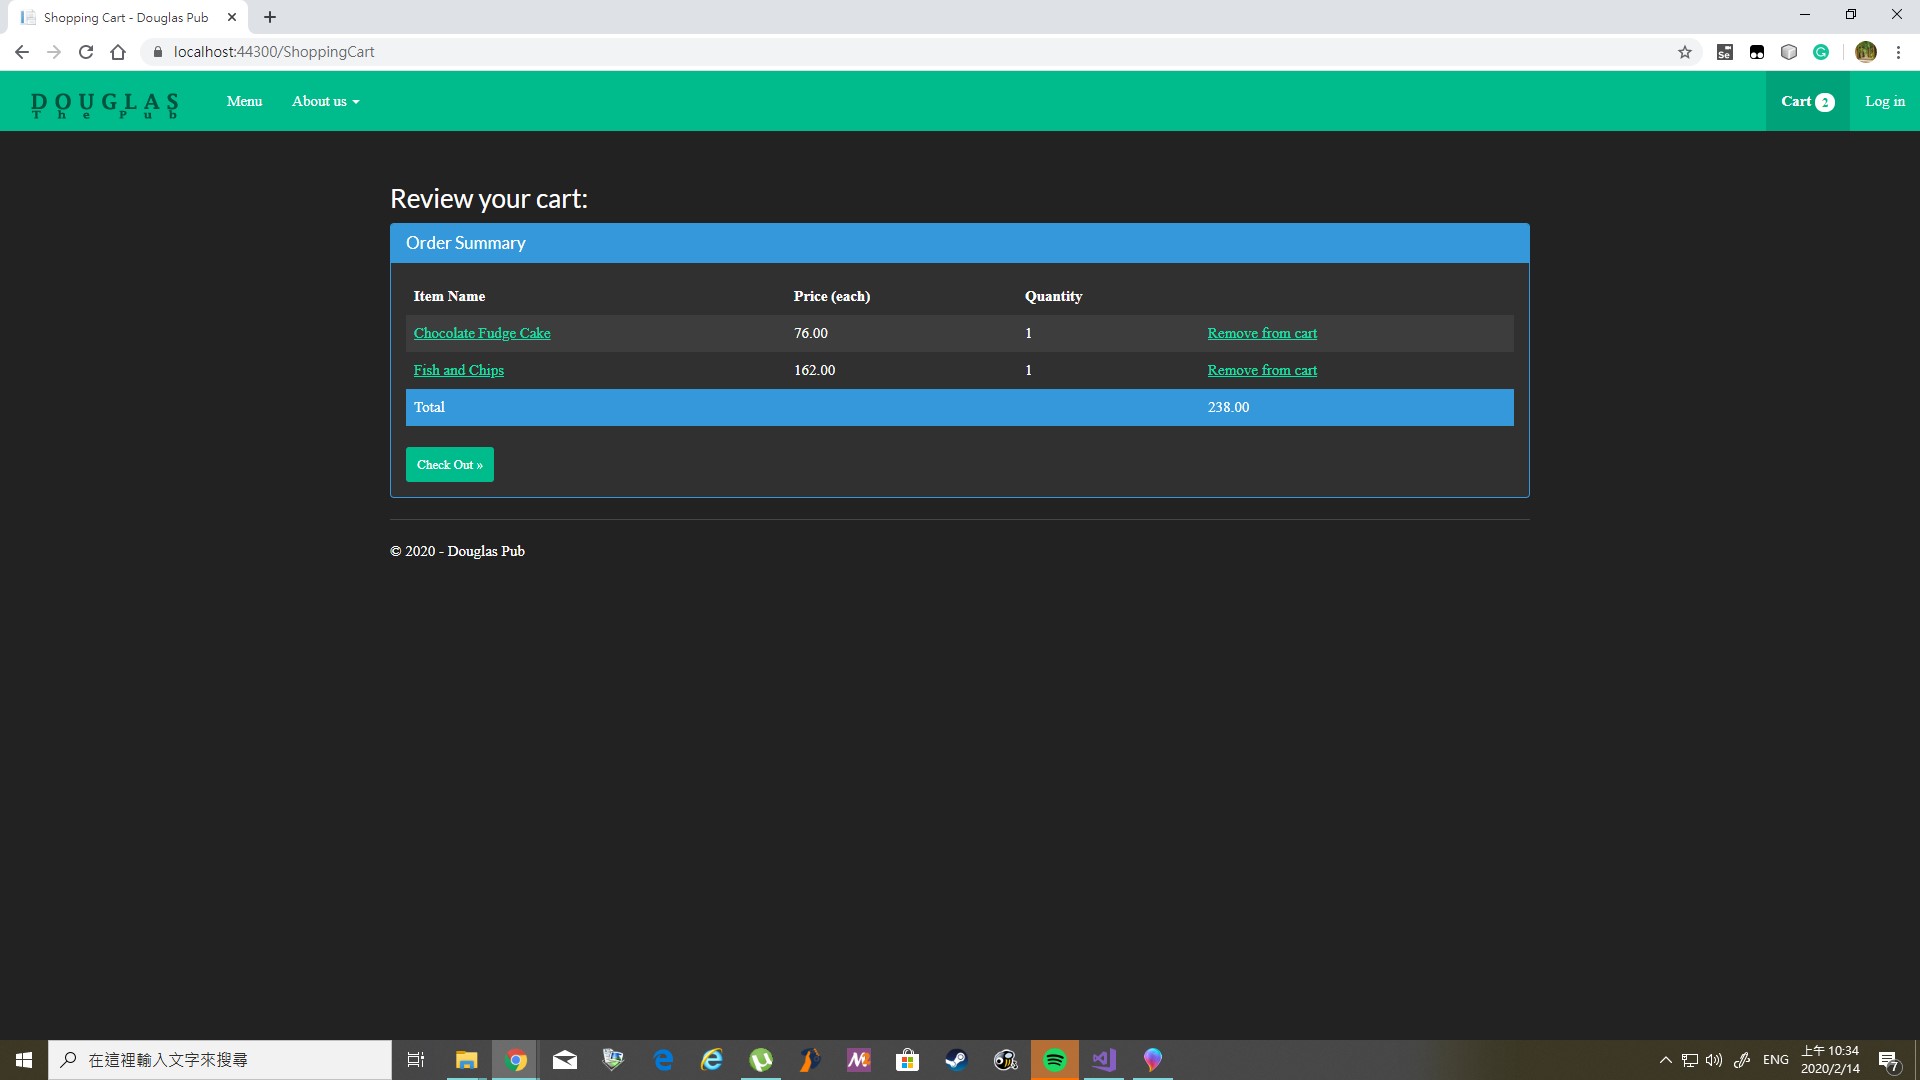 Shopping Cart - Douglas Pub
localhost:44300/ShoppingCart
Se
G
DOUGLAS
The Pub
Menu
About us
Cart 2
Log in
Review your cart:
Order Summary
Item Name Price (each) Quantity
Chocolate Fudge Cake 76.00 1 Remove from cart
Fish and Chips 162.00 1 Remove from cart
Total 238.00
Check Out »
© 2020 - Douglas Pub
在這裡輸入文字來搜尋
ENG
上午 10:34
2020/2/14
7